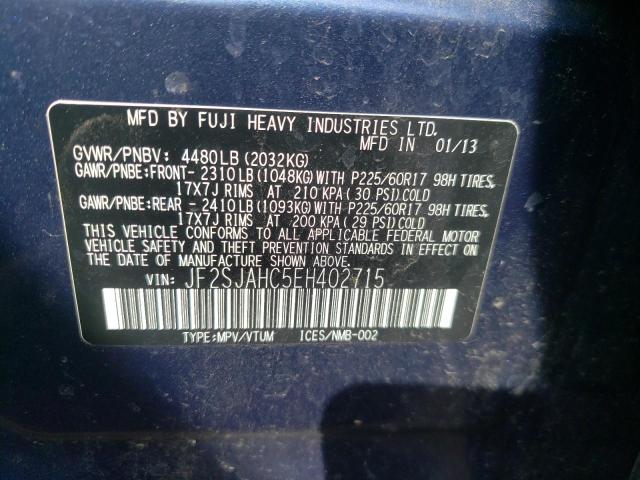 MFD BY FUJI HEAVY INDUSTRIES LTD.
MFD IN 01/13
GVWR/PNBV: 4480LB (2032KG)
GAWR/PNBE:FRONT- 2310LB (1048KG) WITH P225/60R17 98H TIRES,
17X7J RIMS AT 210 KPA (30 PSI) COLD
GAWR/PNBE:REAR - 2410LB (1093KG) WITH P225/60R17 98H TIRES,
17X7J RIMS AT 200 KPA (29 PSI) COLD
THIS VEHICLE CONFORMS TO ALL APPLICABLE FEDERAL MOTOR
VEHICLE SAFETY AND THEFT PREVENTION STANDARDS IN EFFECT ON
THE DATE OF MANUFACTURE SHOWN ABOVE.
VIN: JF2SJAHC5EH402715
TYPE:MPV/VTUM ICES/NMB-002